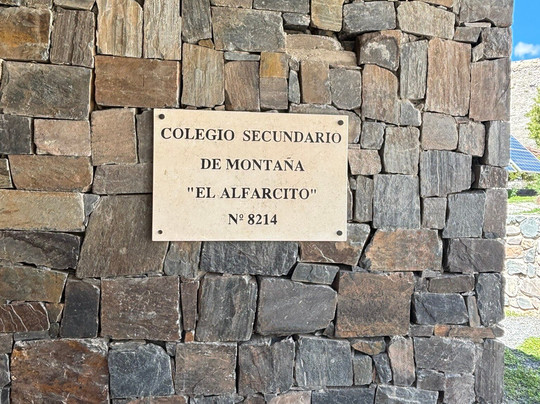 COLEGIO SECUNDARIO
DE MONTAÑA
"EL ALFARCITO"
Nº 8214